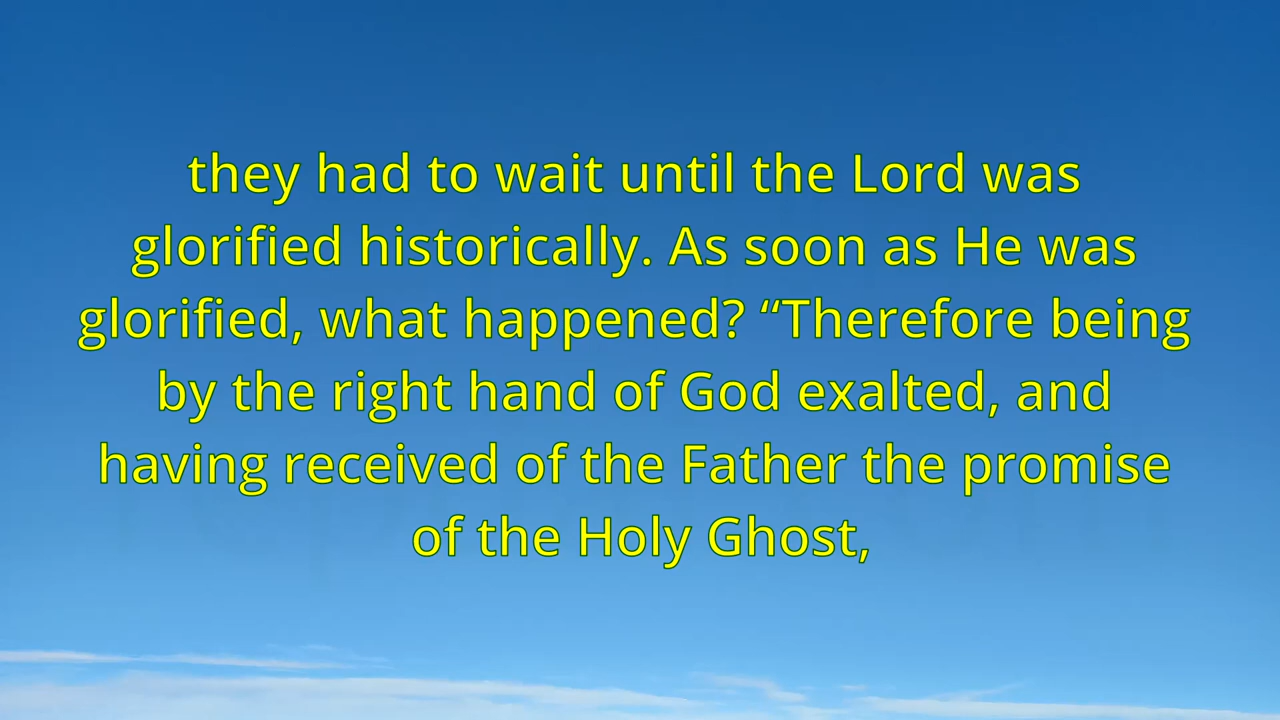 they had to wait until the Lord was
glorified historically. As soon as He was
glorified, what happened? “Therefore being
by the right hand of God exalted, and
having received of the Father the promise
of the Holy Ghost,